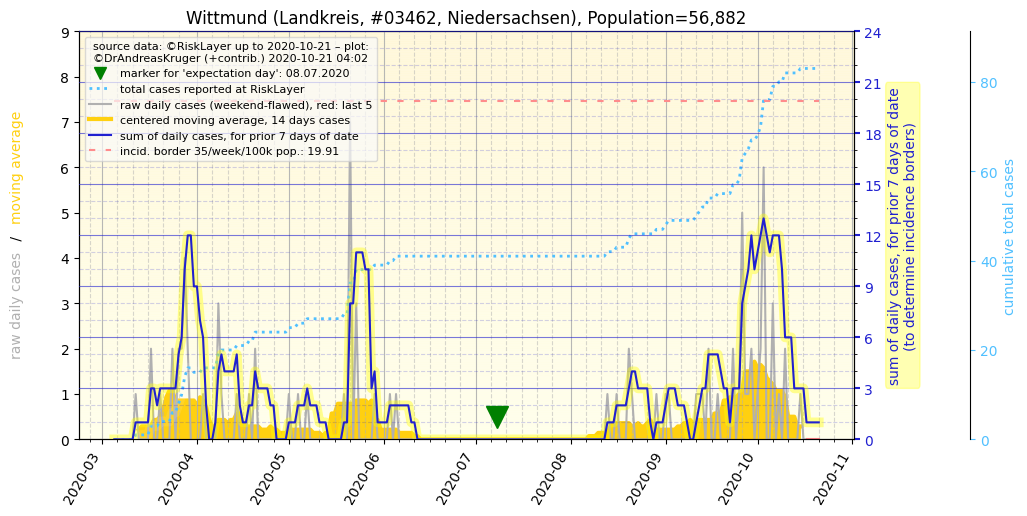 Wittmund (Landkreis, #03462, Niedersachsen), Population=56,882
source data: ©RiskLayer up to 2020-10-21 – plot:
©DrAndreasKruger (+contrib.) 2020-10-21 04:02
marker for 'expectation day': 08.07.2020
total cases reported at RiskLayer
raw daily cases (weekend-flawed), red: last 5
centered moving average, 14 days cases
sum of daily cases, for prior 7 days of date
incid. border 35/week/100k pop.: 19.91
raw daily cases / moving average
9
8
7
6
5
4
3
2
1
0
2020-03
2020-04
2020-05
2020-06
2020-07
2020-08
2020-09
2020-10
2020-11
24
21
18
15
12
9
6
3
0
sum of daily cases, for prior 7 days of date
(to determine incidence borders)
80
60
40
20
0
cumulative total cases